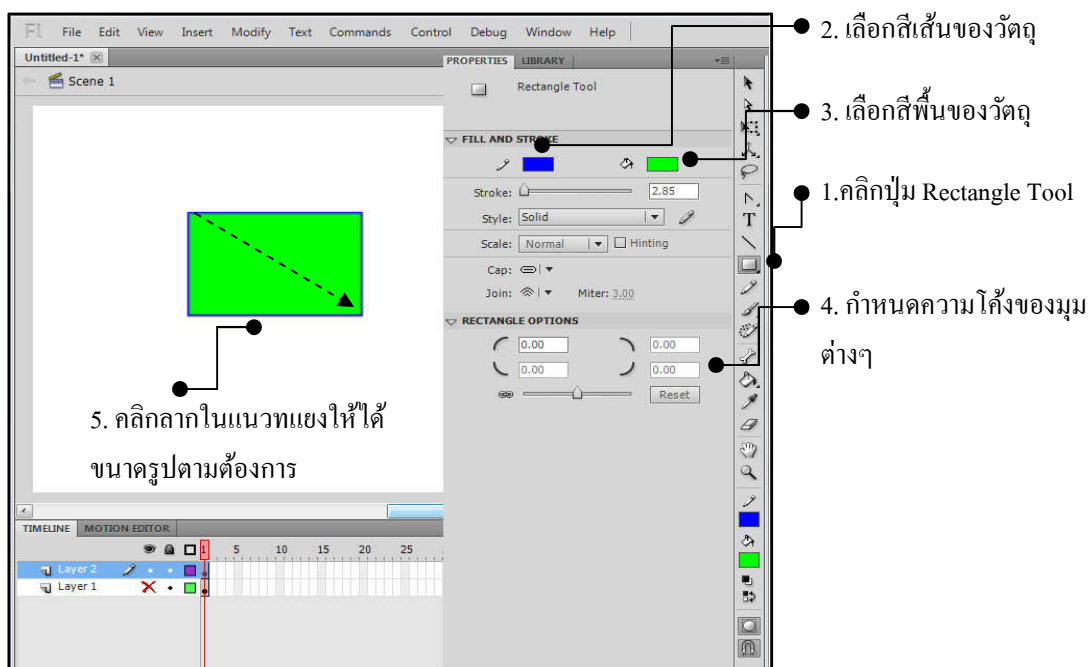 Fl File Edit View Insert Modify Text Commands Control Debug Window Help
Untitled-1*
Scene 1
PROPERTIES LIBRARY
Rectangle Tool
FILL AND STROKE
Stroke: 2.85
Style: Solid
Scale: Normal Hinting
Cap:
Join: Miter: 3.00
RECTANGLE OPTIONS
0.00 0.00
0.00 0.00
Reset
T
2. เลือกสีเส้นของวัตถุ
3. เลือกสีพื้นของวัตถุ
1.คลิกปุ่ม Rectangle Tool
4. กำหนดความโค้งของมุม
ต่างๆ
5. คลิกลากในแนวทแยงให้ได้
ขนาดรูปตามต้องการ
TIMELINE MOTION EDITOR
1 5 10 15 20 25
Layer 2
Layer 1